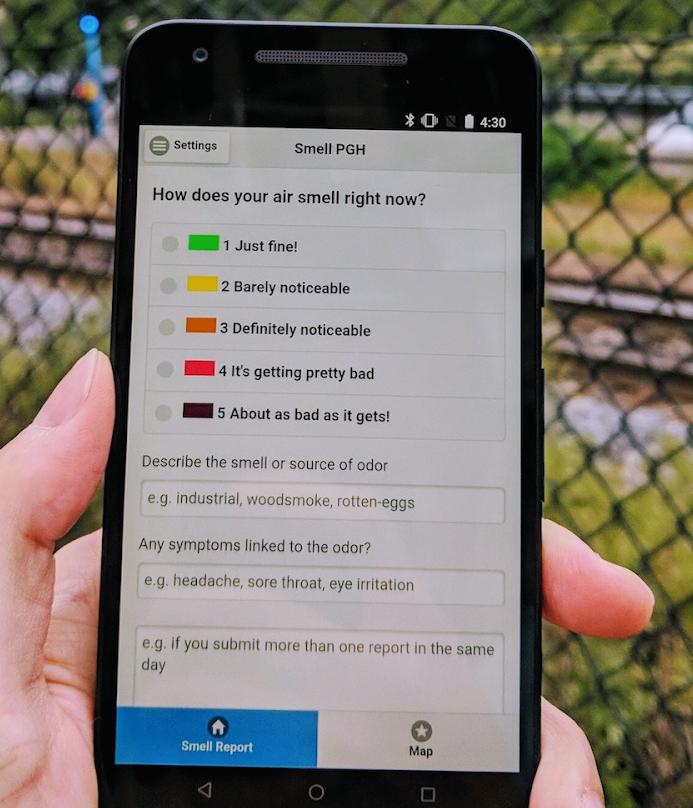 4:30
Settings
Smell PGH
How does your air smell right now?
1 Just fine!
2 Barely noticeable
3 Definitely noticeable
4 It's getting pretty bad
5 About as bad as it gets!
Describe the smell or source of odor
e.g. industrial, woodsmoke, rotten-eggs
Any symptoms linked to the odor?
e.g. headache, sore throat, eye irritation
e.g. if you submit more than one report in the same
day
Smell Report
Map